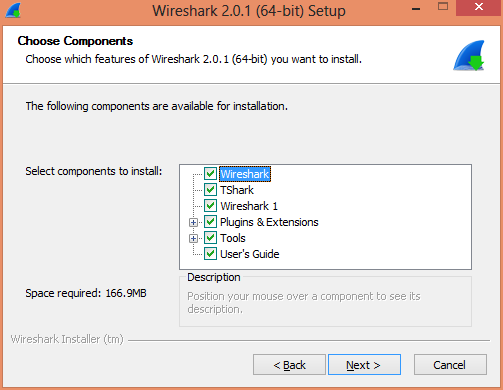 Wireshark 2.0.1 (64-bit) Setup
Choose Components
Choose which features of Wireshark 2.0.1 (64-bit) you want to install.
The following components are available for installation.
Select components to install:
Wireshark
TShark
Wireshark 1
Plugins & Extensions
Tools
User's Guide
Space required: 166.9MB
Description
Position your mouse over a component to see its
description.
Wireshark Installer (tm)
< Back
Next >
Cancel